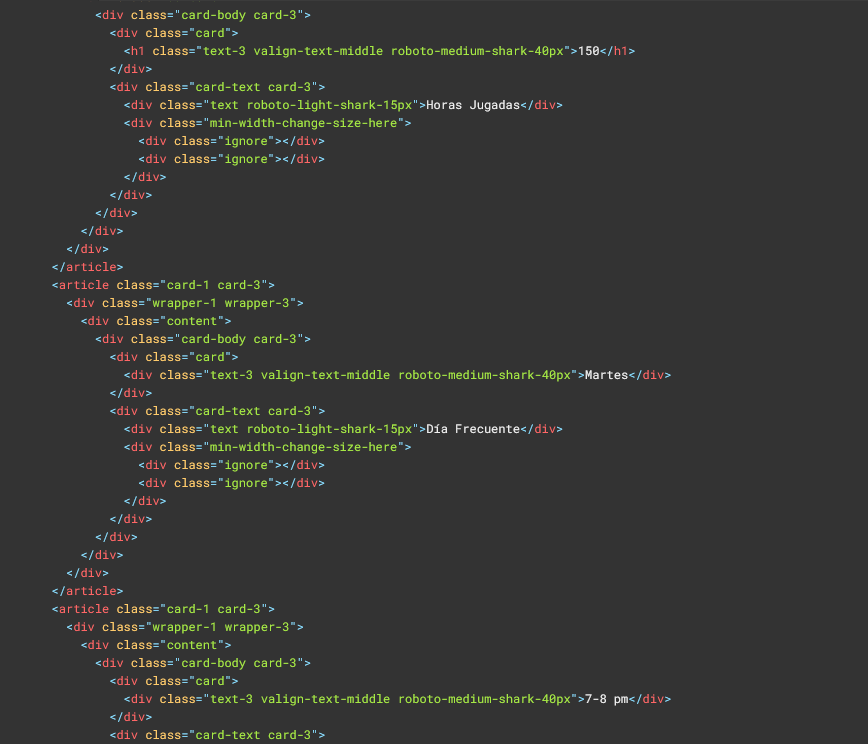 <div class="card-body card-3">
<div class="card">
<h1 class="text-3 valign-text-middle roboto-medium-shark-40px">150</h1>
</div>
<div class="card-text card-3">
<div class="text roboto-light-shark-15px">Horas Jugadas</div>
<div class="min-width-change-size-here">
<div class="ignore"></div>
<div class="ignore"></div>
</div>
</div>
</div>
</div>
</div>
</article>
<article class="card-1 card-3">
<div class="wrapper-1 wrapper-3">
<div class="content">
<div class="card-body card-3">
<div class="card">
<div class="text-3 valign-text-middle roboto-medium-shark-40px">Martes</div>
</div>
<div class="card-text card-3">
<div class="text roboto-light-shark-15px">Día Frecuente</div>
<div class="min-width-change-size-here">
<div class="ignore"></div>
<div class="ignore"></div>
</div>
</div>
</div>
</div>
</div>
</article>
<article class="card-1 card-3">
<div class="wrapper-1 wrapper-3">
<div class="content">
<div class="card-body card-3">
<div class="card">
<div class="text-3 valign-text-middle roboto-medium-shark-40px">7-8 pm</div>
</div>
<div class="card-text card-3">